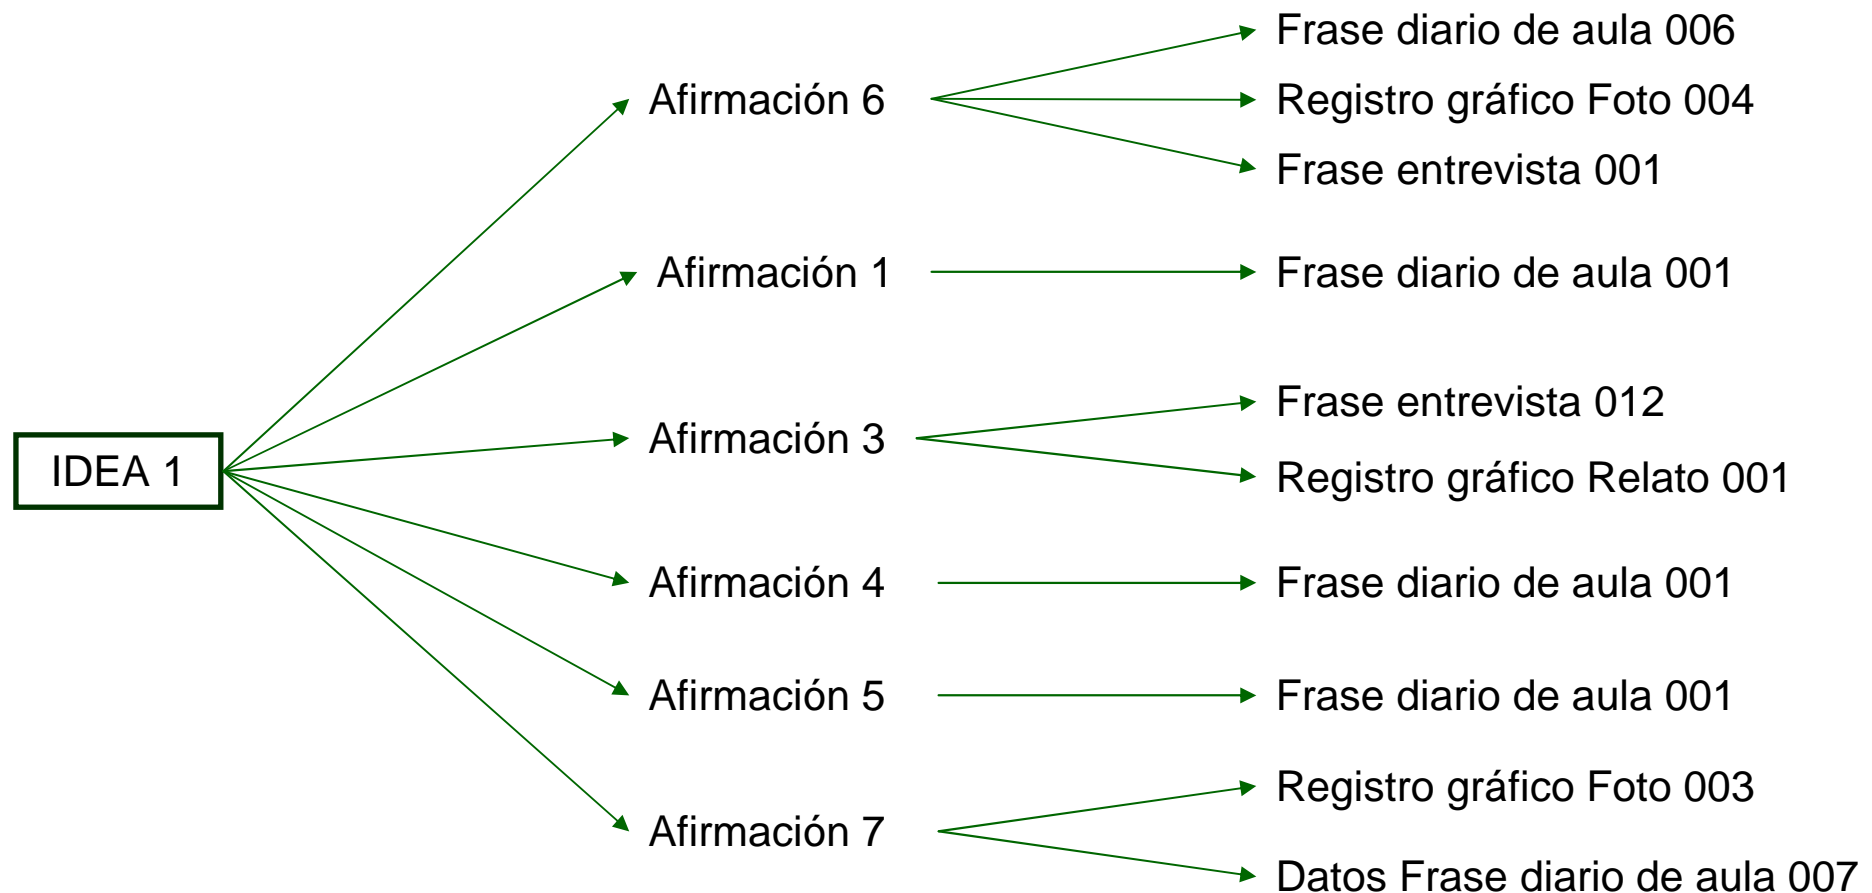 IDEA 1
Afirmación 6
Frase diario de aula 006
Registro gráfico Foto 004
Frase entrevista 001
Afirmación 1
Frase diario de aula 001
Afirmación 3
Frase entrevista 012
Registro gráfico Relato 001
Afirmación 4
Frase diario de aula 001
Afirmación 5
Frase diario de aula 001
Afirmación 7
Registro gráfico Foto 003
Datos Frase diario de aula 007